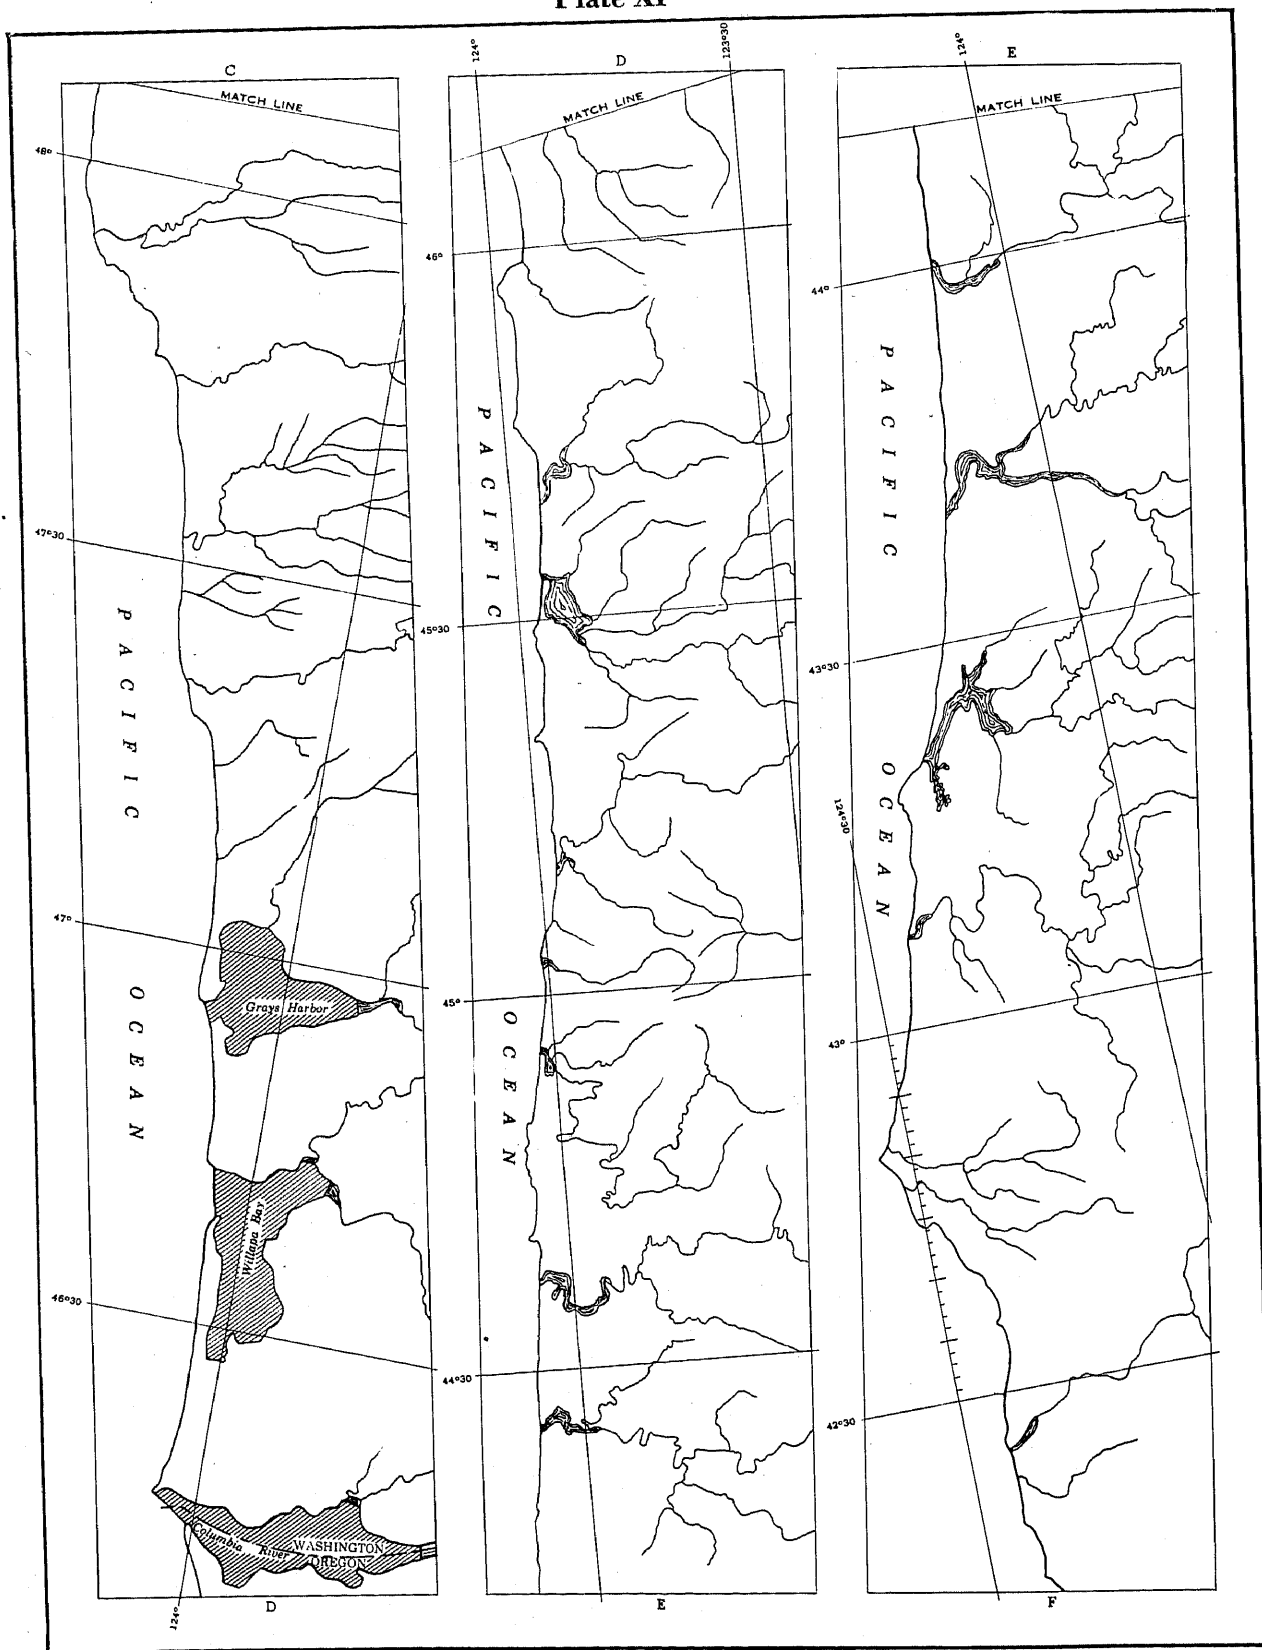 Plate XI
C
MATCH LINE
48°
47°30
PACIFIC
47°
Grays Harbor
OCEAN
Willapa Bay
46°30
Columbia River
WASHINGTON
OREGON
124°
D
124°
D
123°30
MATCH LINE
46°
PACIFIC
45°30
45°
OCEAN
44°30
E
124°
E
MATCH LINE
44°
PACIFIC
43°30
124°30
OCEAN
43°
42°30
F